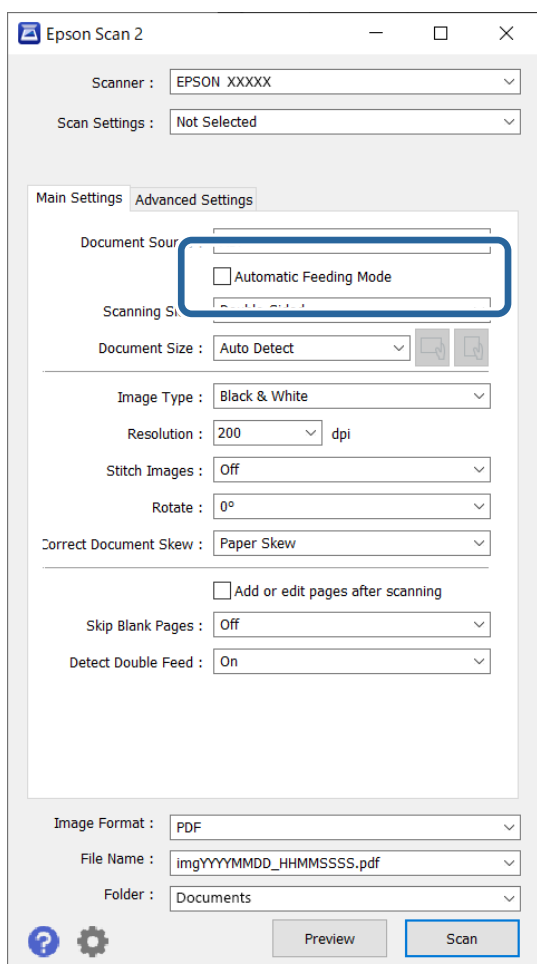 Epson Scan 2
Scanner : EPSON XXXXX
Scan Settings : Not Selected
Main Settings Advanced Settings
Document
Automatic Feeding Mode
Scanning
Document Size : Auto Detect
Image Type : Black & White
Resolution : 200 dpi
Stitch Images : Off
Rotate : 0°
Correct Document Skew : Paper Skew
Add or edit pages after scanning
Skip Blank Pages : Off
Detect Double Feed : On
Image Format : PDF
File Name : imgYYYYMMDD_HHMMSSSS.pdf
Folder : Documents
? Preview Scan